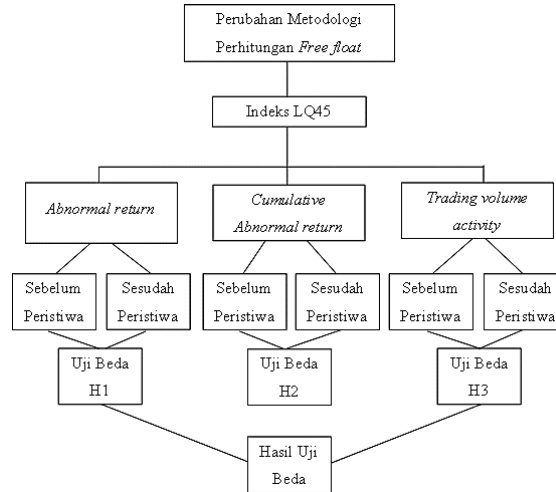 Perubahan Metodologi
Perhitungan Free float
Indeks LQ45
Abnormal return
Cumulative
Abnormal return
Trading volume
activity
Sebelum
Peristiwa
Sesudah
Peristiwa
Sebelum
Peristiwa
Sesudah
Peristiwa
Sebelum
Peristiwa
Sesudah
Peristiwa
Uji Beda
H1
Uji Beda
H2
Uji Beda
H3
Hasil Uji
Beda